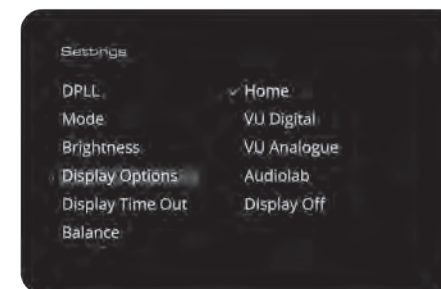 Settings
DPLL
Mode
Brightness
Display Options
Display Time Out
Balance
✓ Home
VU Digital
VU Analogue
Audiolab
Display Off